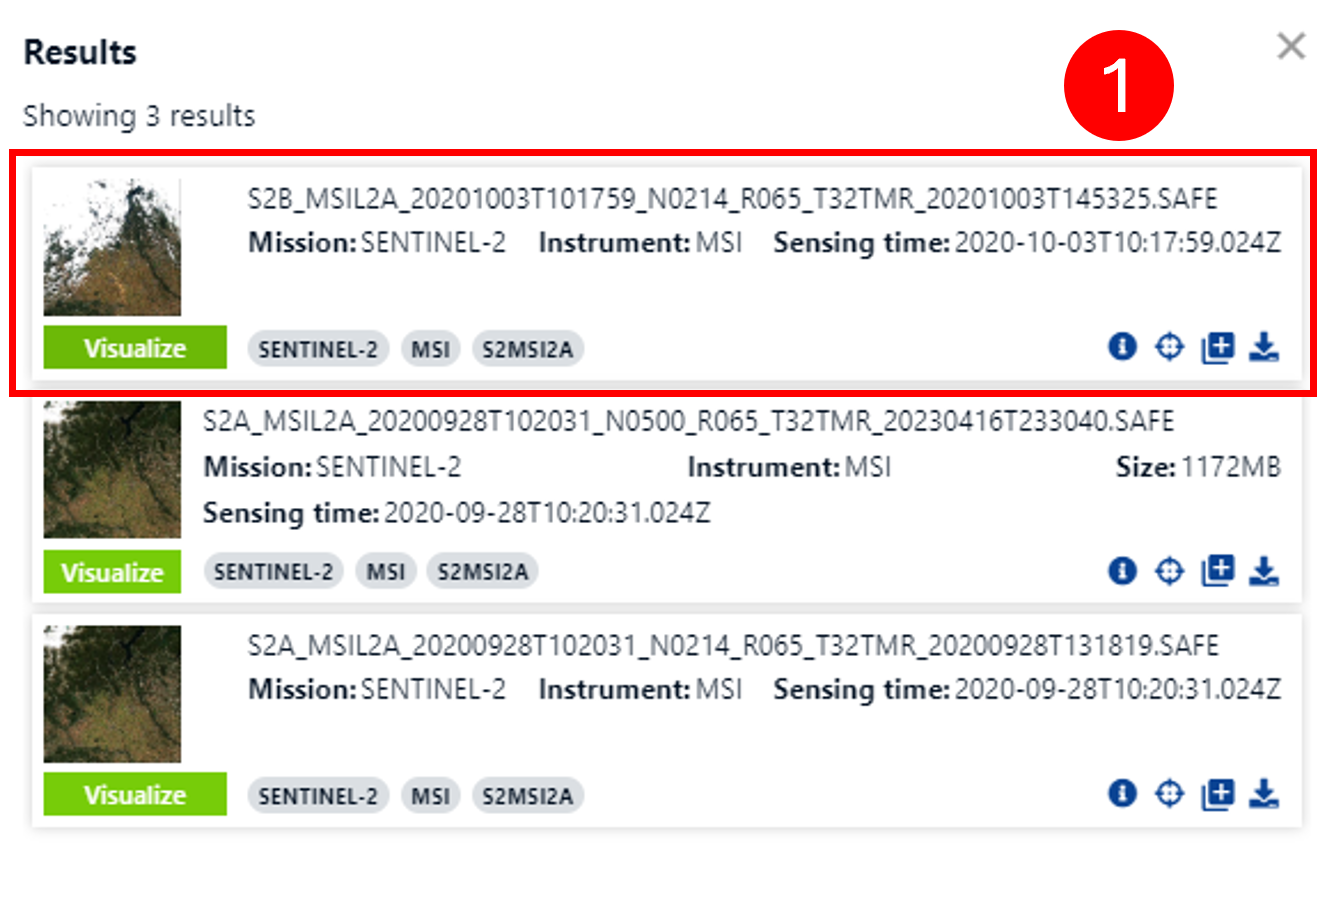 Results
1
Showing 3 results
S2B_MSIL2A_20201003T101759_N0214_R065_T32TMR_20201003T145325.SAFE
Mission: SENTINEL-2 Instrument: MSI Sensing time: 2020-10-03T10:17:59.024Z
Visualize SENTINEL-2 MSI S2MSI2A
S2A_MSIL2A_20200928T102031_N0500_R065_T32TMR_20230416T233040.SAFE
Mission: SENTINEL-2 Instrument: MSI Size: 1172MB
Sensing time: 2020-09-28T10:20:31.024Z
Visualize SENTINEL-2 MSI S2MSI2A
S2A_MSIL2A_20200928T102031_N0214_R065_T32TMR_20200928T131819.SAFE
Mission: SENTINEL-2 Instrument: MSI Sensing time: 2020-09-28T10:20:31.024Z
Visualize SENTINEL-2 MSI S2MSI2A